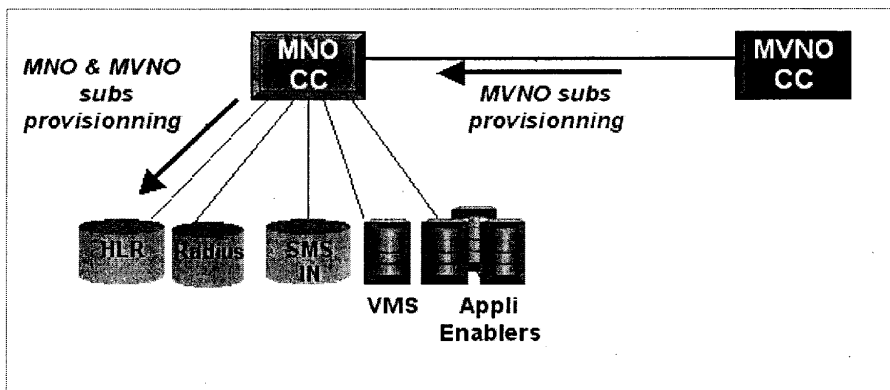 MNO
CC
MVNO
CC
MNO & MVNO
subs
provisionning
MVNO subs
provisionning
HLR
Radius
SMS
IN
VMS
Appli
Enablers